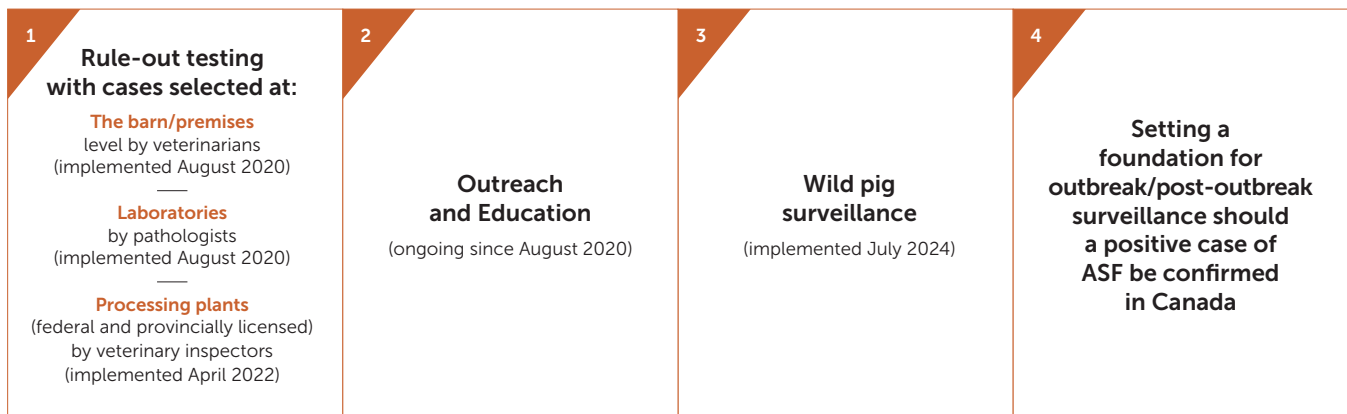 1
Rule-out testing
with cases selected at:
The barn/premises
level by veterinarians
(implemented August 2020)
Laboratories
by pathologists
(implemented August 2020)
Processing plants
(federal and provincially licensed)
by veterinary inspectors
(implemented April 2022)
2
Outreach
and Education
(ongoing since August 2020)
3
Wild pig
surveillance
(implemented July 2024)
4
Setting a
foundation for
outbreak/post-outbreak
surveillance should
a positive case of
ASF be confirmed
in Canada